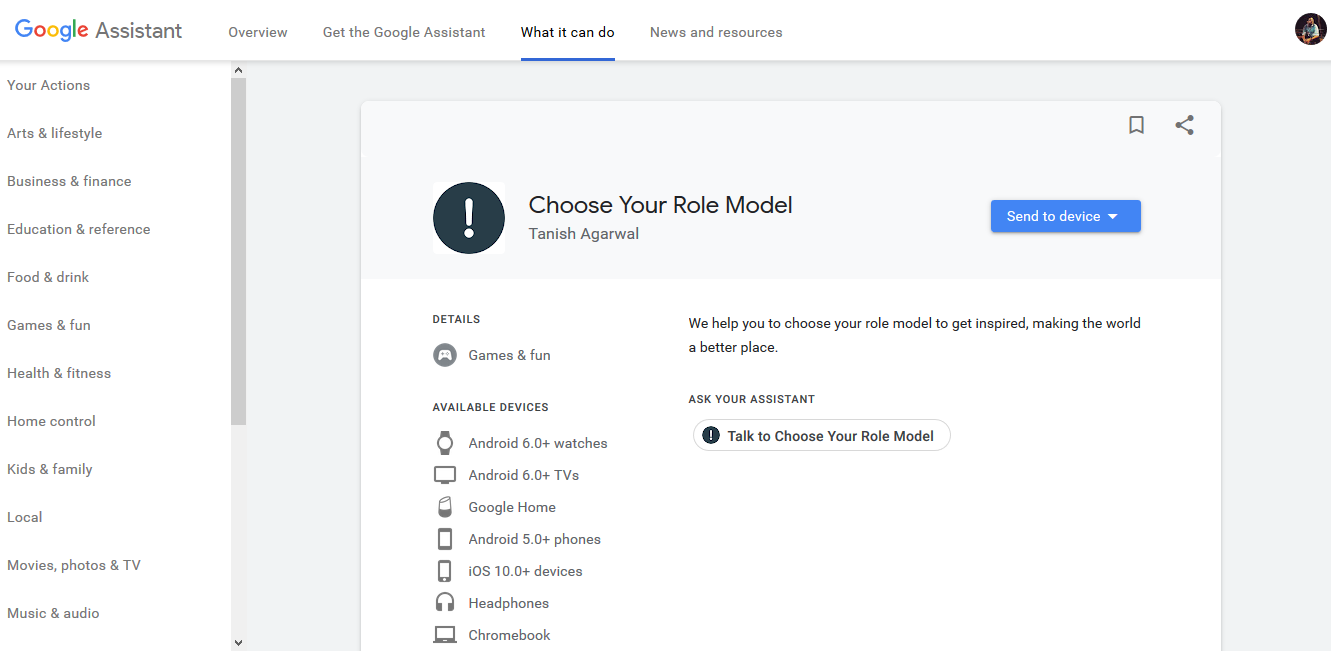 Google Assistant
Overview
Get the Google Assistant
What it can do
News and resources
Your Actions
Arts & lifestyle
Business & finance
Education & reference
Food & drink
Games & fun
Health & fitness
Home control
Kids & family
Local
Movies, photos & TV
Music & audio
Choose Your Role Model
Tanish Agarwal
Send to device
DETAILS
Games & fun
AVAILABLE DEVICES
Android 6.0+ watches
Android 6.0+ TVs
Google Home
Android 5.0+ phones
iOS 10.0+ devices
Headphones
Chromebook
We help you to choose your role model to get inspired, making the world
a better place.
ASK YOUR ASSISTANT
Talk to Choose Your Role Model